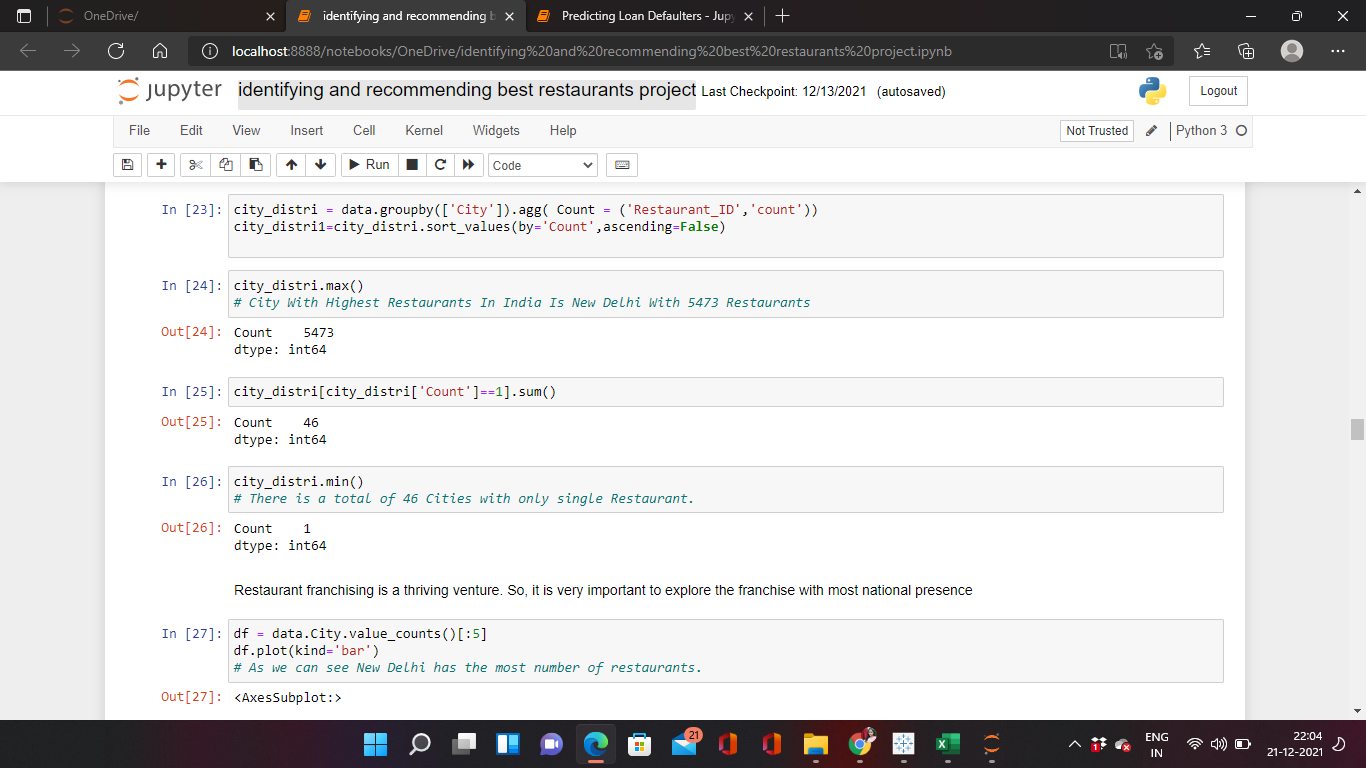 OneDrive/
identifying and recommending b
Predicting Loan Defaulters - Jup
localhost:8888/notebooks/OneDrive/identifying%20and%20recommending%20best%20restaurants%20project.ipynb
jupyter identifying and recommending best restaurants project Last Checkpoint: 12/13/2021 (autosaved)
Logout
File Edit View Insert Cell Kernel Widgets Help
Not Trusted Python 3
Run Code
In [23]: city_distri = data.groupby(['City']).agg( Count = ('Restaurant_ID','count'))
city_distri1=city_distri.sort_values(by='Count',ascending=False)
In [24]: city_distri.max()
# City With Highest Restaurants In India Is New Delhi With 5473 Restaurants
Out[24]: Count 5473
dtype: int64
In [25]: city_distri[city_distri['Count']==1].sum()
Out[25]: Count 46
dtype: int64
In [26]: city_distri.min()
# There is a total of 46 Cities with only single Restaurant.
Out[26]: Count 1
dtype: int64
Restaurant franchising is a thriving venture. So, it is very important to explore the franchise with most national presence
In [27]: df = data.City.value_counts()[:5]
df.plot(kind='bar')
# As we can see New Delhi has the most number of restaurants.
Out[27]: <AxesSubplot:>
21
ENG
IN
22:04
21-12-2021